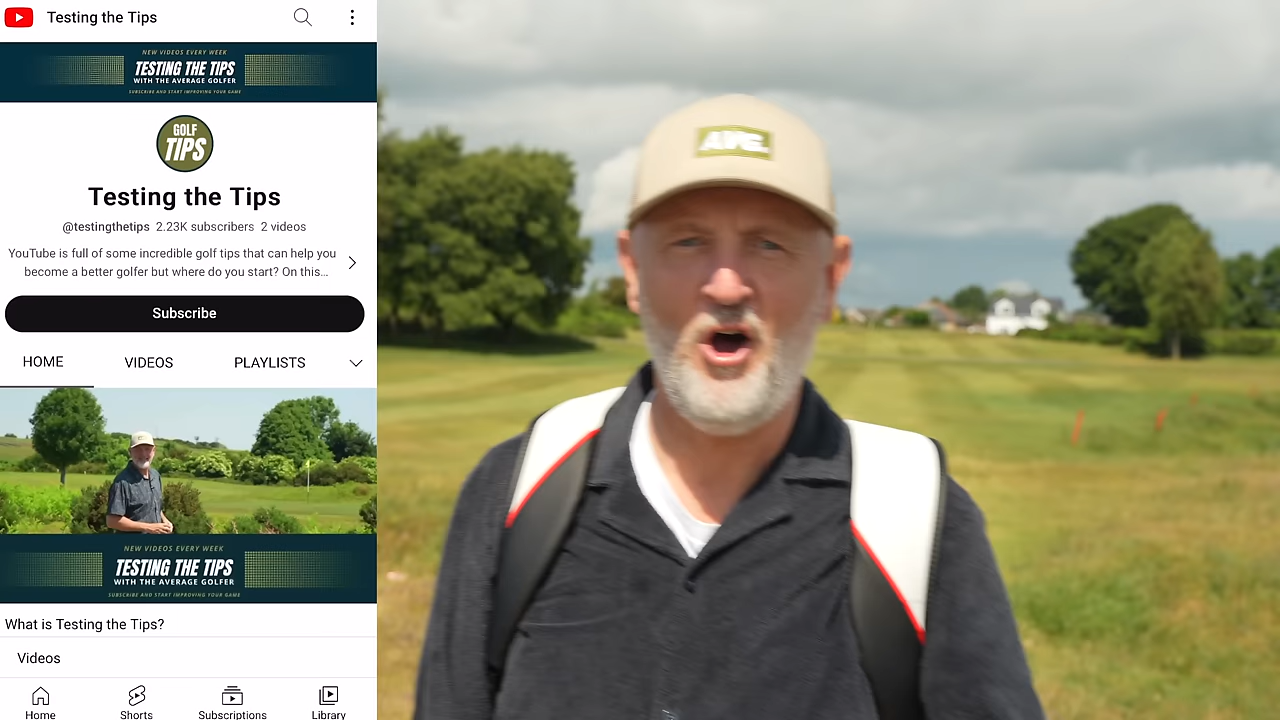 Testing the Tips
NEW VIDEOS EVERY WEEK
TESTING THE TIPS
WITH THE AVERAGE GOLFER
SUBSCRIBE AND START IMPROVING YOUR GAME
GOLF
TIPS
Testing the Tips
@testingthetips 2.23K subscribers 2 videos
YouTube is full of some incredible golf tips that can help you
become a better golfer but where do you start? On this...
Subscribe
HOME VIDEOS PLAYLISTS
NEW VIDEOS EVERY WEEK
TESTING THE TIPS
WITH THE AVERAGE GOLFER
SUBSCRIBE AND START IMPROVING YOUR GAME
What is Testing the Tips?
Videos
Home Shorts Subscriptions Library
AVG.